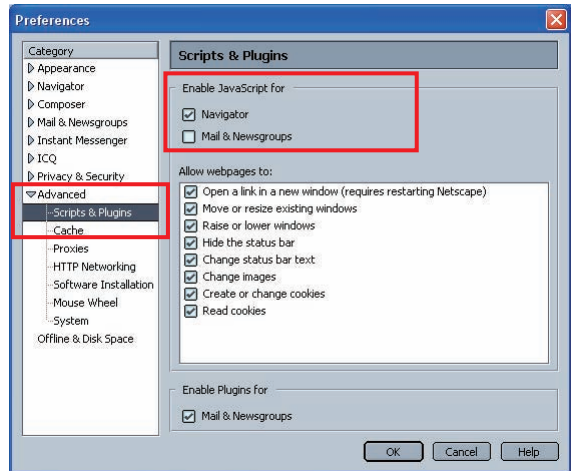 Preferences
Category
Appearance
Navigator
Composer
Mail & Newsgroups
Instant Messenger
ICQ
Privacy & Security
Advanced
Scripts & Plugins
Cache
Proxies
HTTP Networking
Software Installation
Mouse Wheel
System
Offline & Disk Space
Scripts & Plugins
Enable JavaScript for
Navigator
Mail & Newsgroups
Allow webpages to:
Open a link in a new window (requires restarting Netscape)
Move or resize existing windows
Raise or lower windows
Hide the status bar
Change status bar text
Change images
Create or change cookies
Read cookies
Enable Plugins for
Mail & Newsgroups
OK Cancel Help